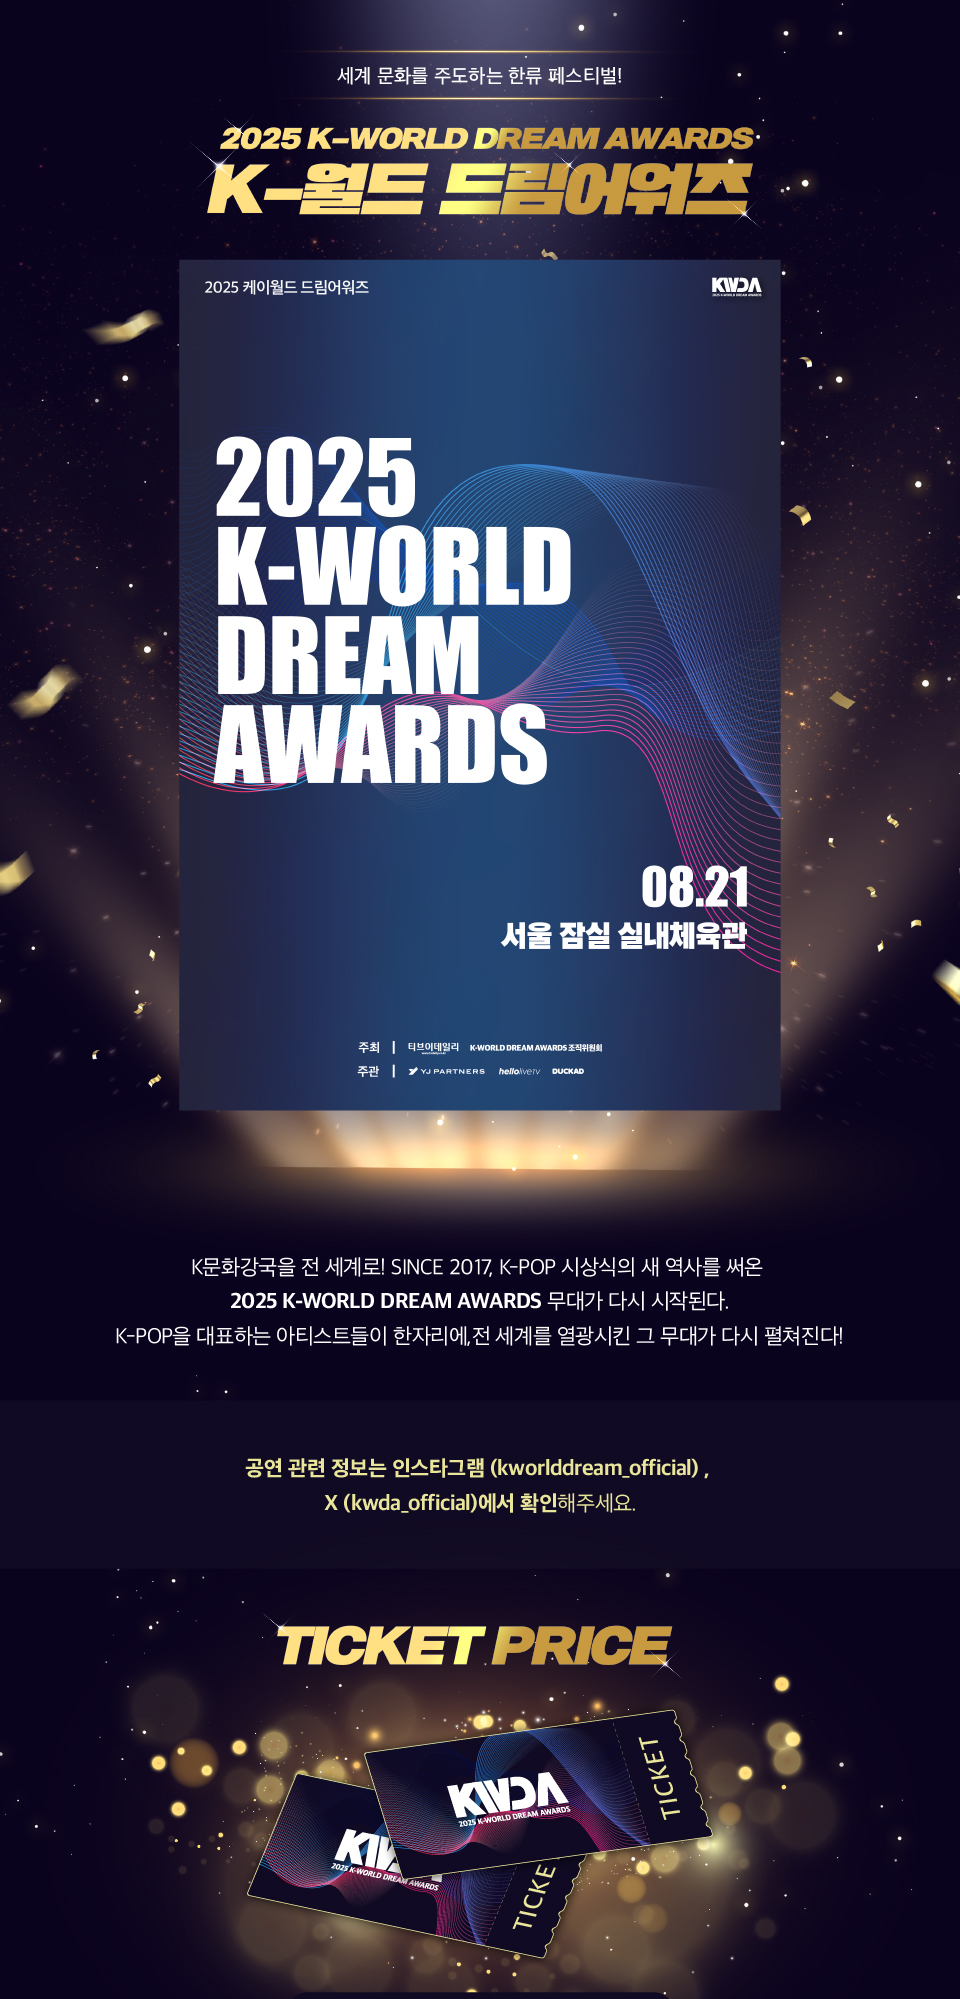 세계 문화를 주도하는 한류 페스티벌!
2025 K-WORLD DREAM AWARDS
K-월드 드림어워즈
2025 케이월드 드림어워즈
KWDA
2025 K-WORLD DREAM AWARDS
2025
K-WORLD
DREAM
AWARDS
08.21
서울 잠실 실내체육관
주최 | 티브이데일리 K-WORLD DREAM AWARDS 조직위원회
주관 | YJ PARTNERS hellolive TV DUCKAD
K문화강국을 전 세계로! SINCE 2017, K-POP 시상식의 새 역사를 써온
2025 K-WORLD DREAM AWARDS 무대가 다시 시작된다.
K-POP을 대표하는 아티스트들이 한자리에,전 세계를 열광시킨 그 무대가 다시 펼쳐진다!
공연 관련 정보는 인스타그램 (kworlddream_official) ,
X (kwda_official)에서 확인해주세요.
TICKET PRICE
KWDA
2025 K-WORLD DREAM AWARDS
TICKET
2025 K-WORLD DREAM AWARDS
TICKE